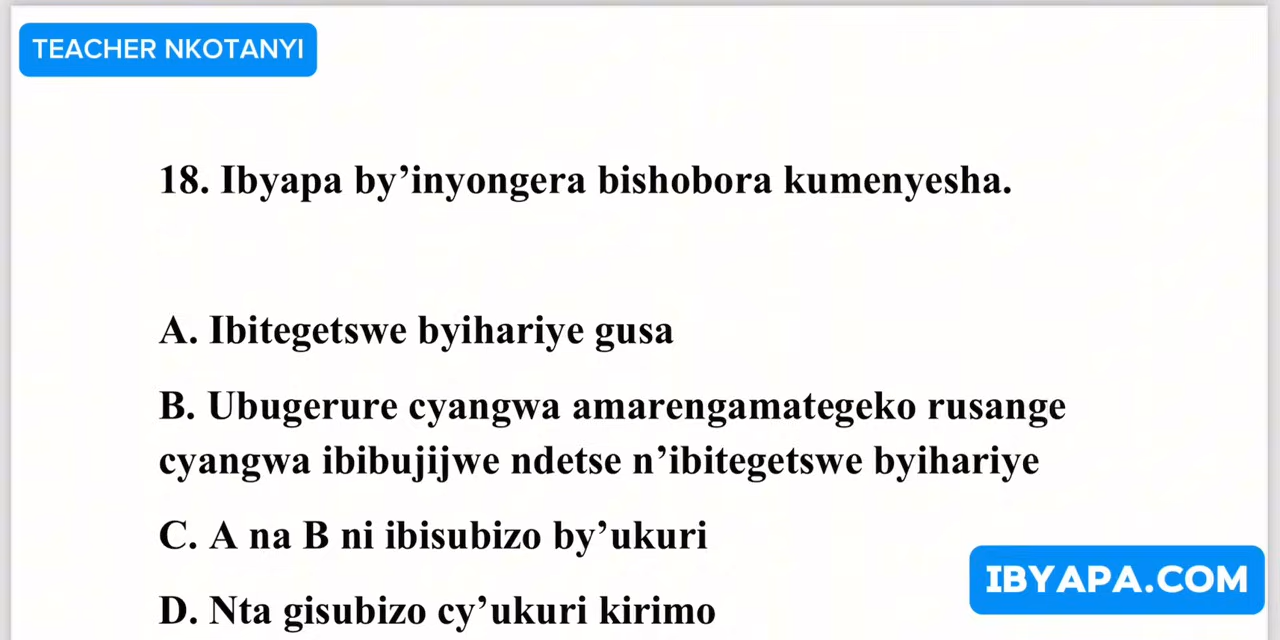 TEACHER NKOTANYI
18. Ibyapa by’inyongera bishobora kumenyesha.
A. Ibitegetswe byihariye gusa
B. Ubugerure cyangwa amarengamategeko rusange
cyangwa ibibujijwe ndetse n’ibitegetswe byihariye
C. A na B ni ibisubizo by’ukuri
D. Nta gisubizo cy’ukuri kirimo
IBYAPA.COM